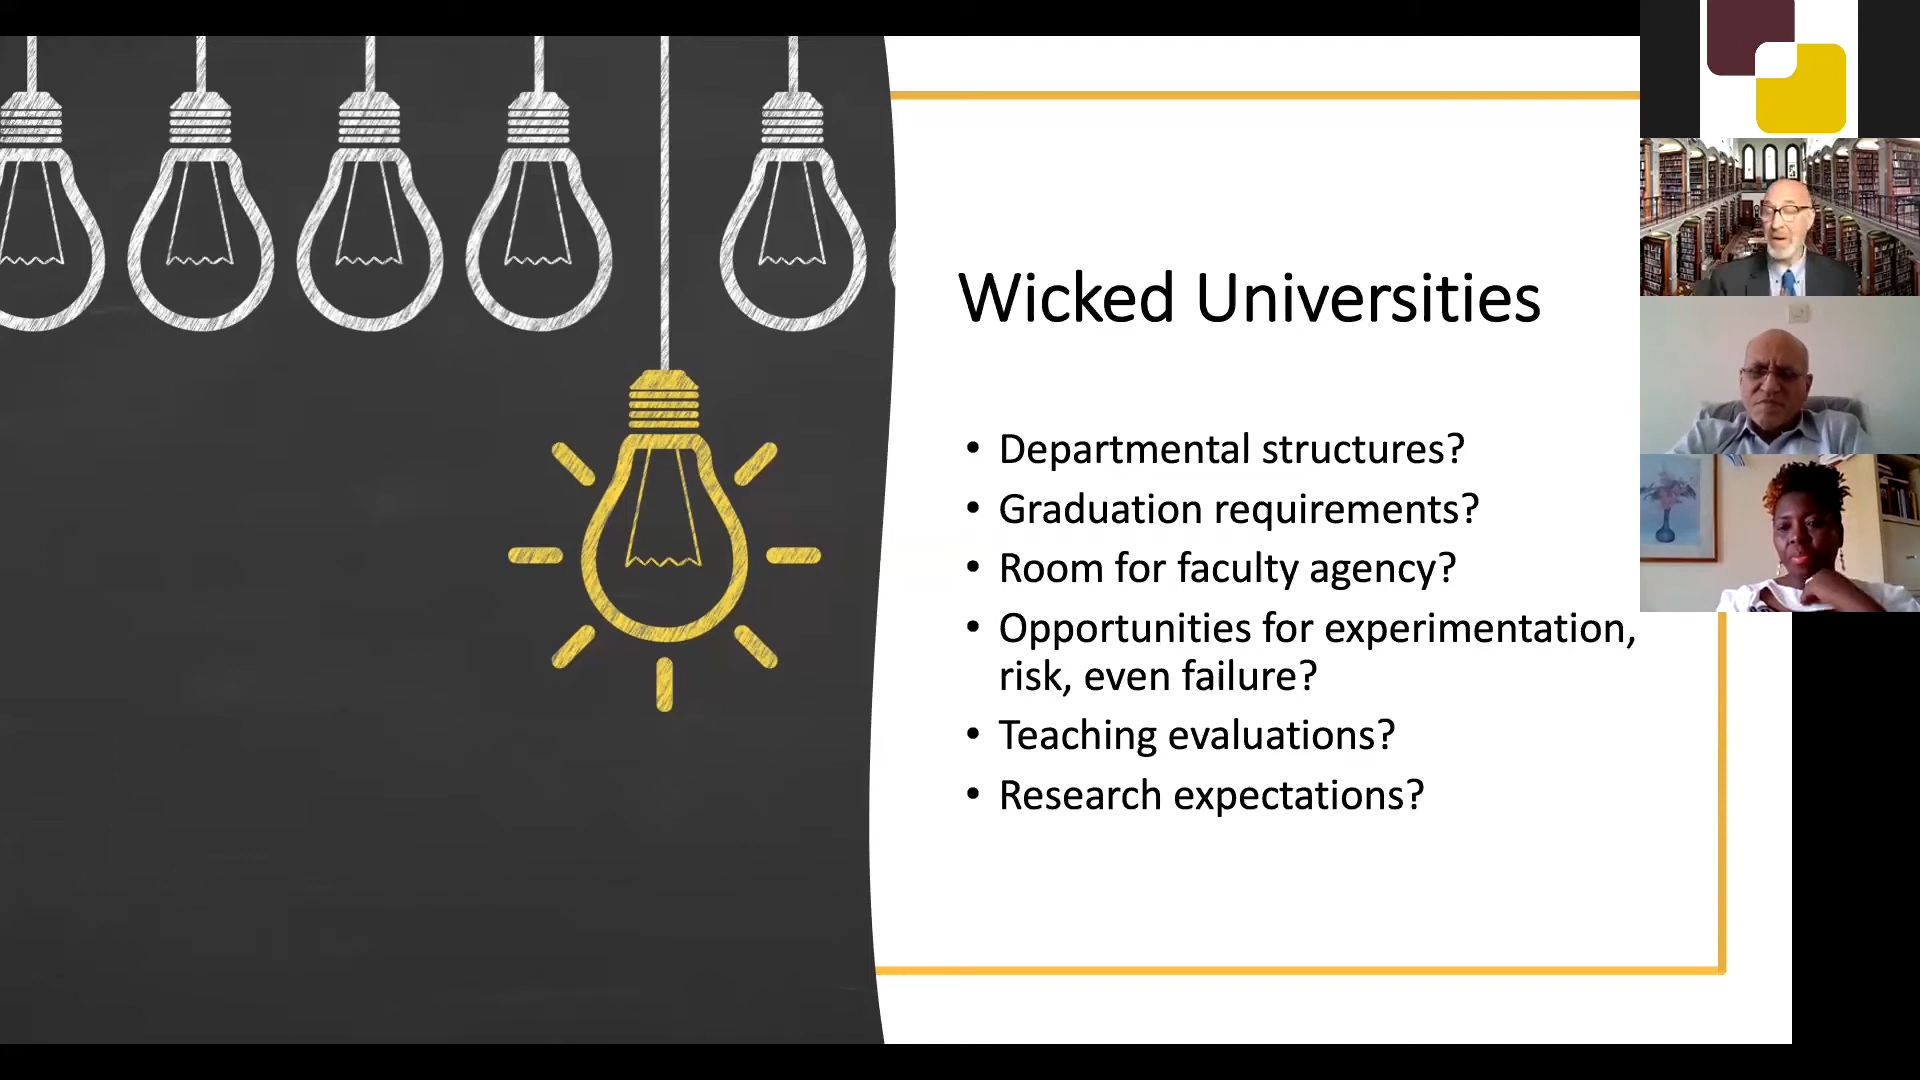 Wicked Universities
• Departmental structures?
• Graduation requirements?
• Room for faculty agency?
• Opportunities for experimentation,
risk, even failure?
• Teaching evaluations?
• Research expectations?